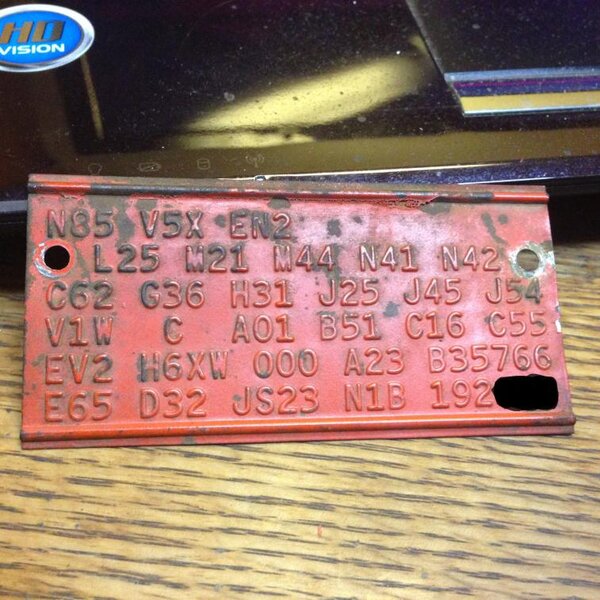 HD
VISION
N85 V5X EN2
L25 M21 M44 N41 N42
C62 G36 H31 J25 J45 J54
V1W C A01 B51 C16 C55
EV2 H6XW 000 A23 B35766
E65 D32 JS23 N1B 192